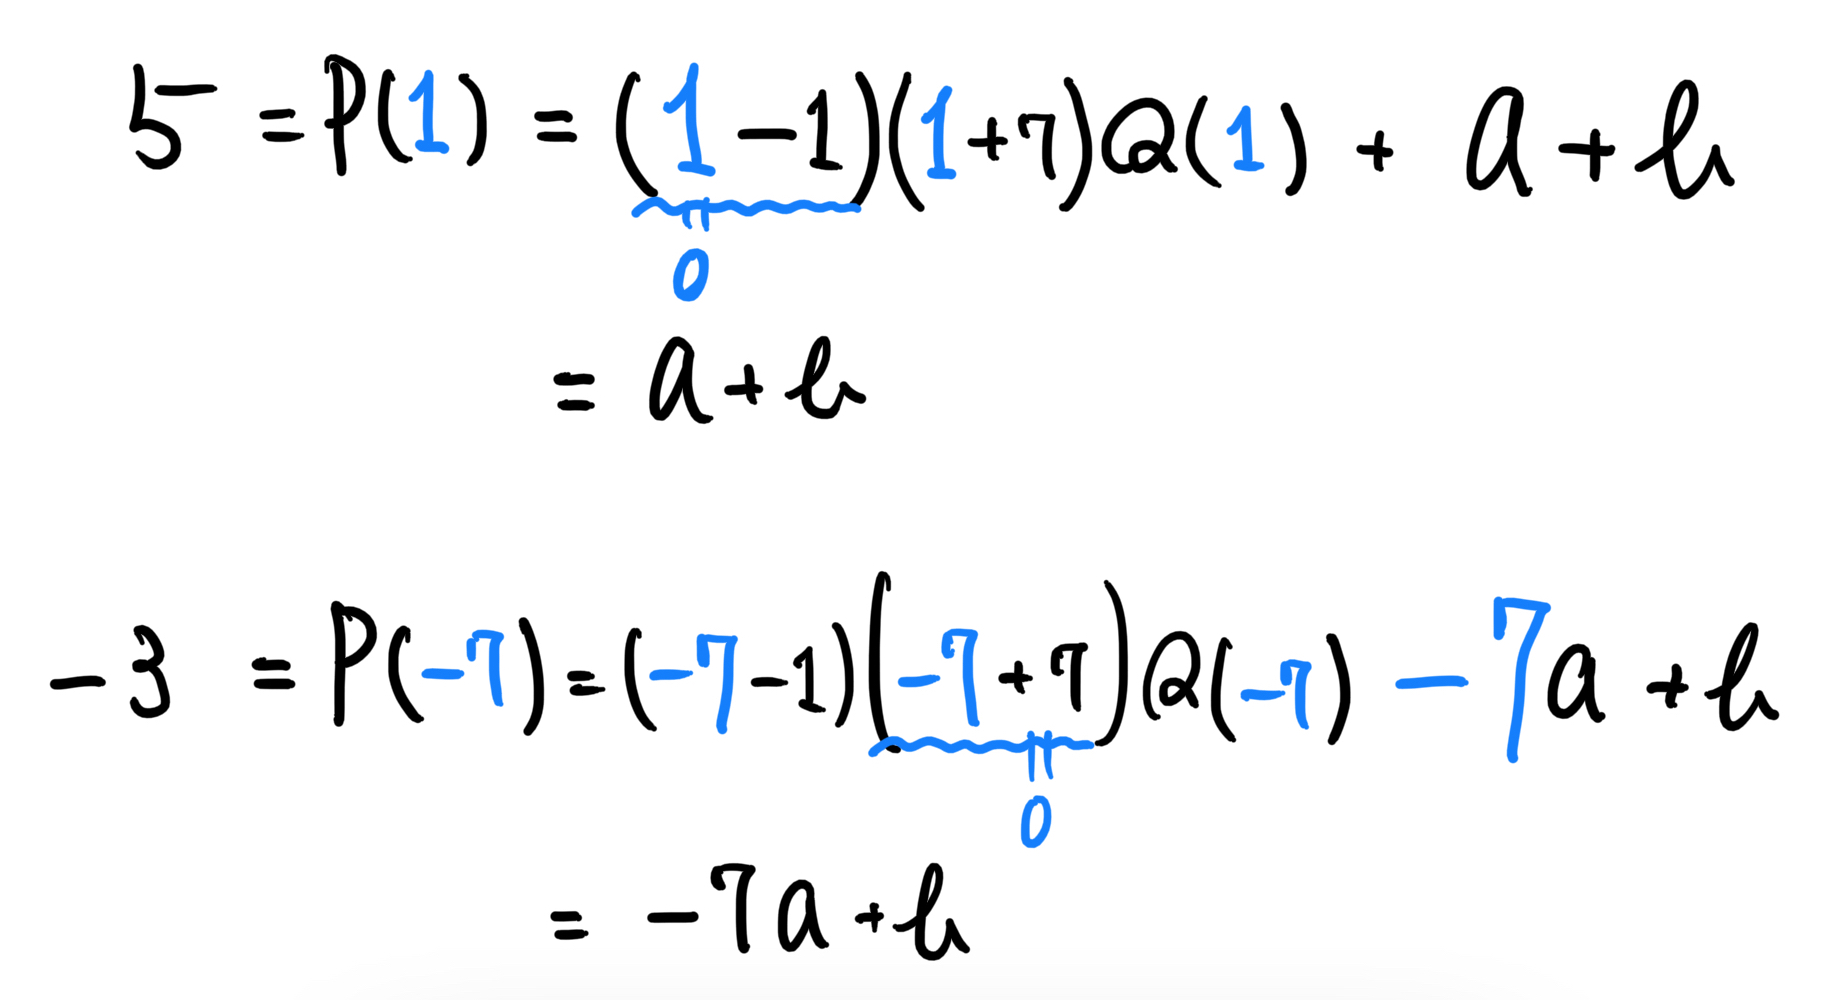 5 = P(1) = (1-1)(1+7)Q(1) + a+b
0
= a+b
-3 = P(-7) = (-7-1)(-7+7)Q(-7) -7a+b
0
= -7a+b